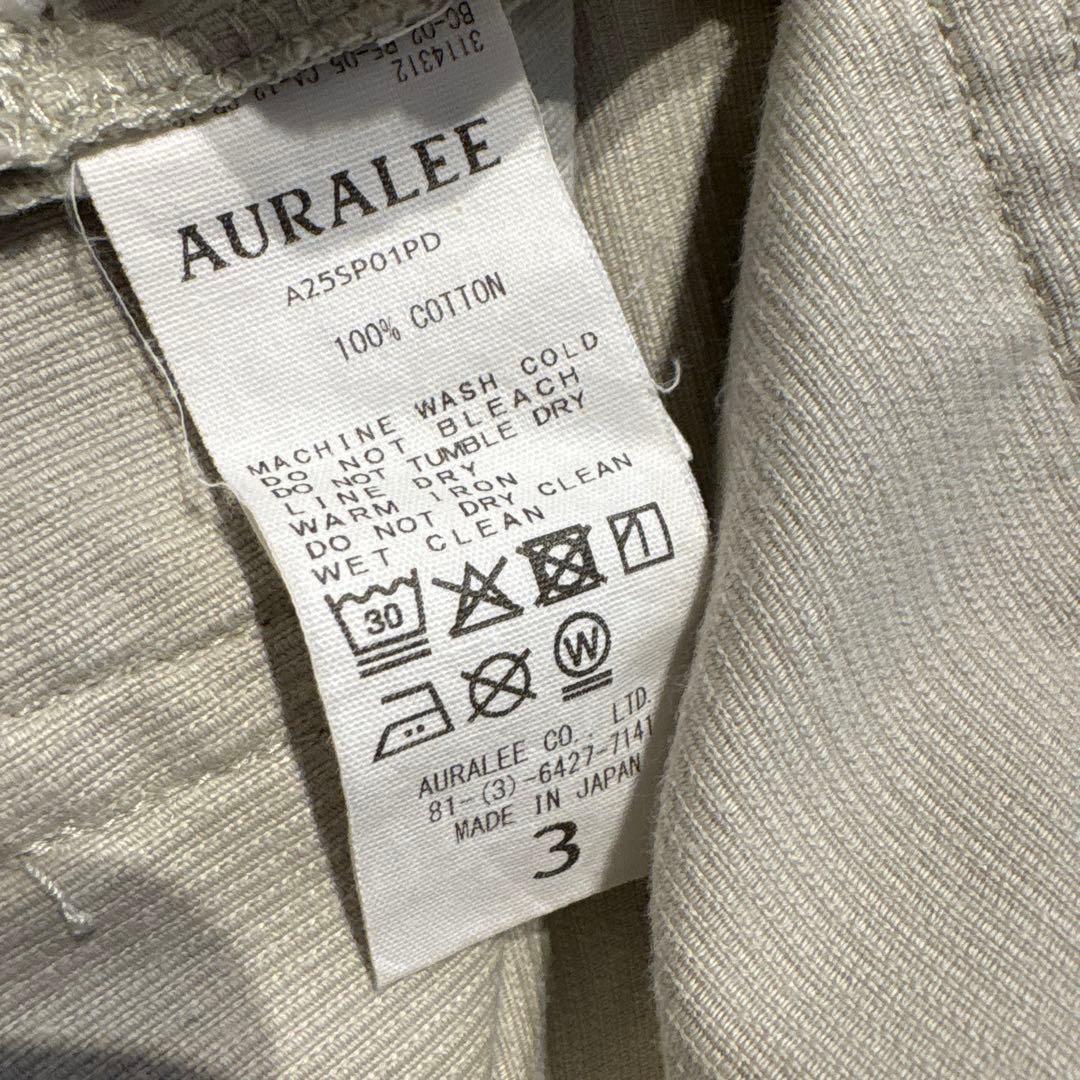 3114312
AURALEE
A25SP01PD
100% COTTON
MACHINE WASH COLD
DO NOT BLEACH
DO NOT TUMBLE DRY
LINE DRY
WARM IRON
DO NOT DRY CLEAN
WET CLEAN
30
W
AURALEE CO., LTD.
81-(3)-6427-7141
MADE IN JAPAN
3